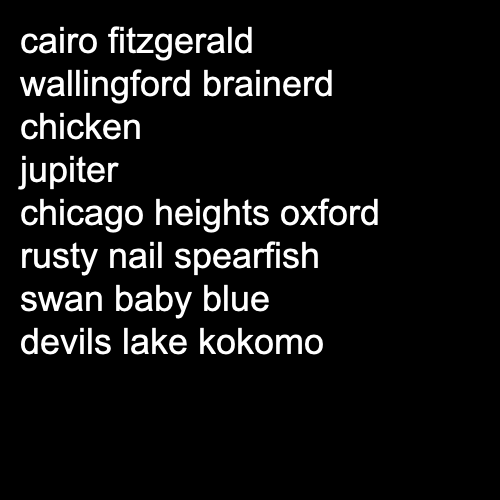 cairo fitzgerald
wallingford brainerd
chicken
jupiter
chicago heights oxford
rusty nail spearfish
swan baby blue
devils lake kokomo